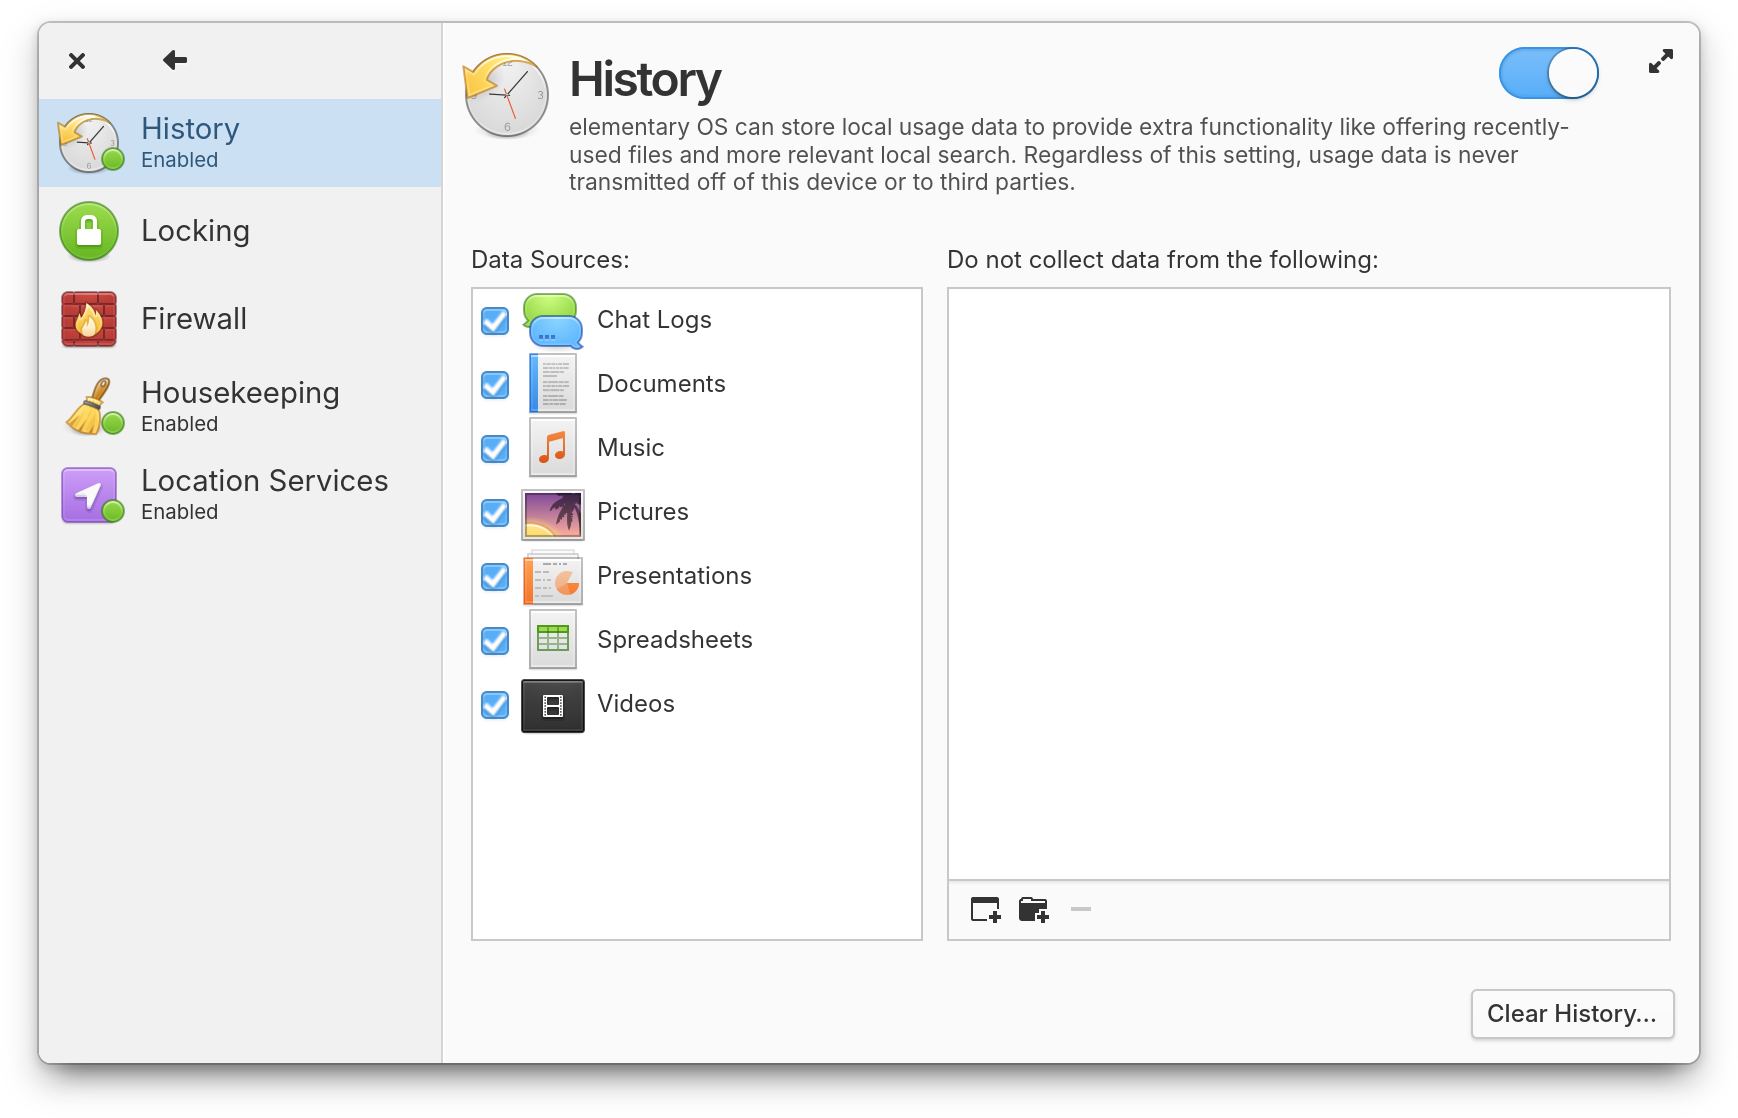 History
Enabled
Locking
Firewall
Housekeeping
Enabled
Location Services
Enabled
History
elementary OS can store local usage data to provide extra functionality like offering recently-
used files and more relevant local search. Regardless of this setting, usage data is never
transmitted off of this device or to third parties.
Data Sources:
Chat Logs
Documents
Music
Pictures
Presentations
Spreadsheets
Videos
Do not collect data from the following:
Clear History...